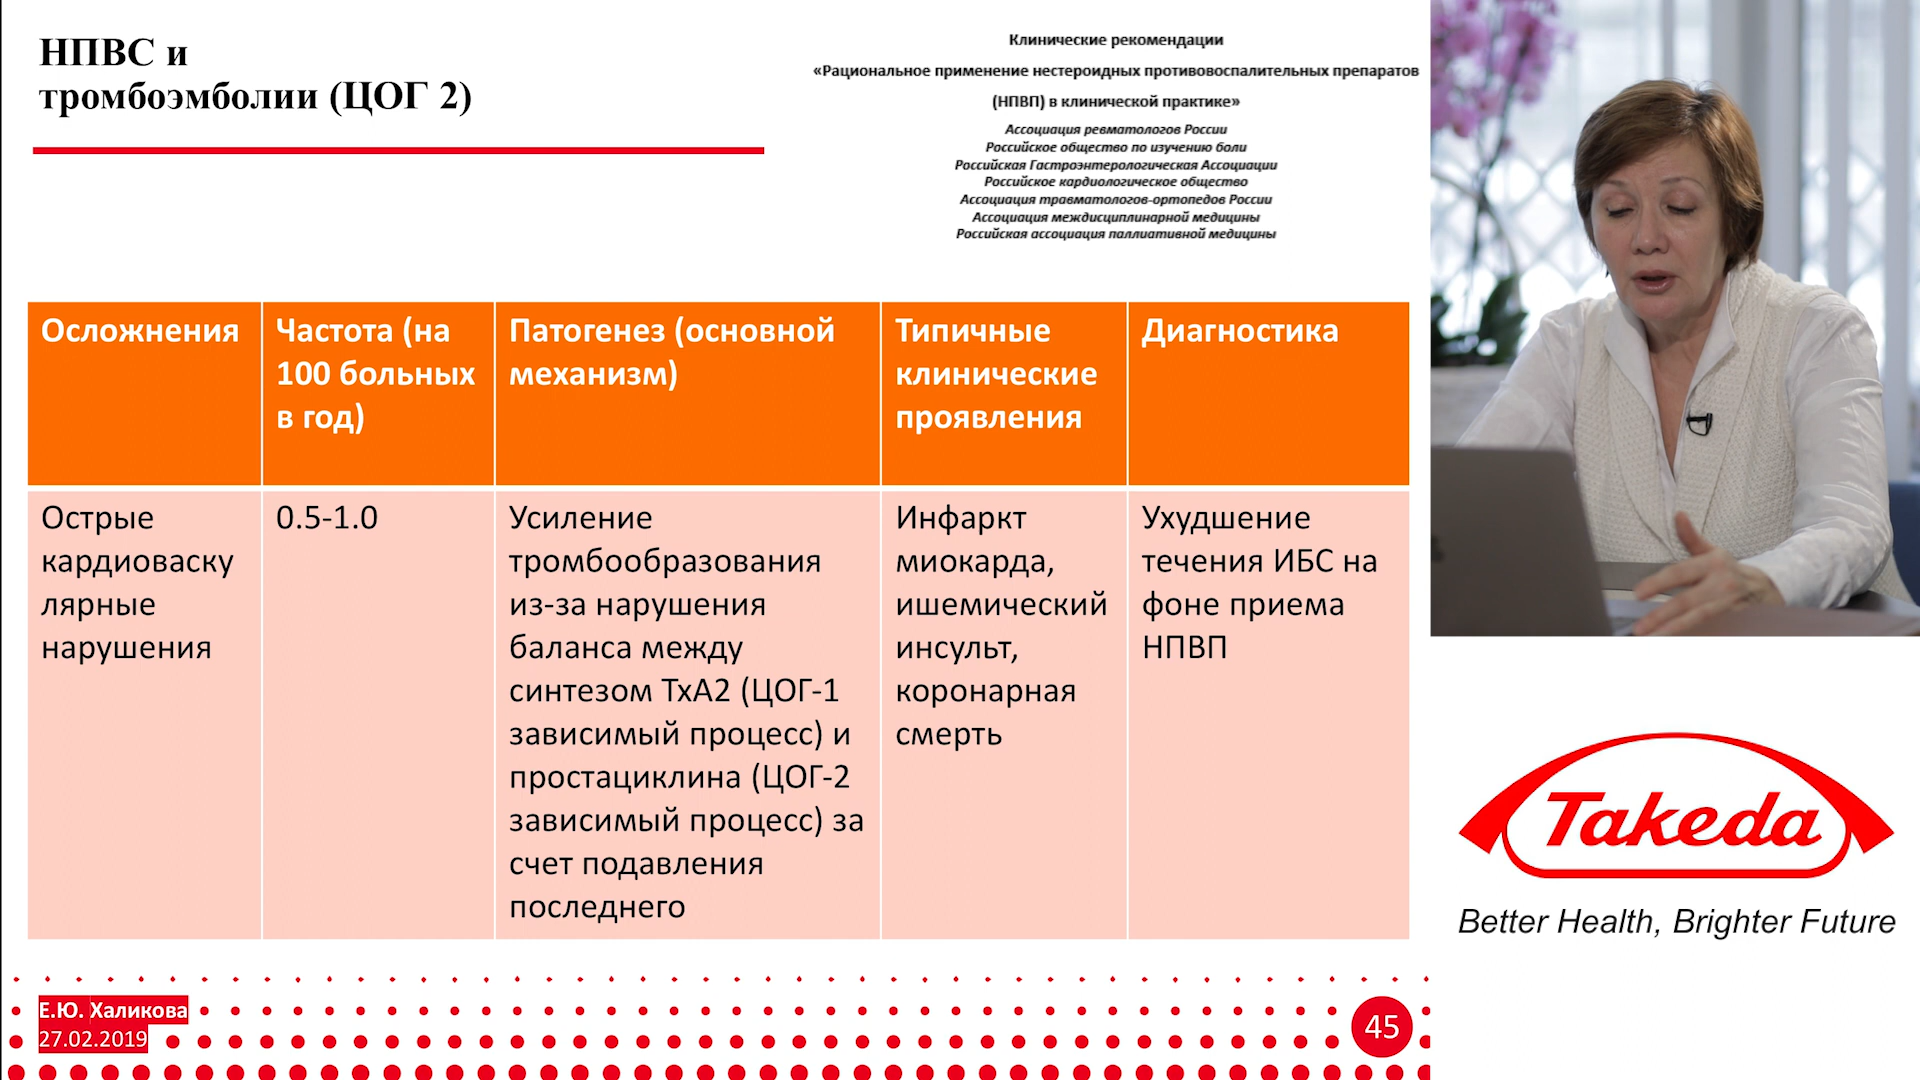 НПВС и
тромбоэмболии (ЦОГ 2)
Клинические рекомендации
«Рациональное применение нестероидных противовоспалительных препаратов
(НПВП) в клинической практике»
Ассоциация ревматологов России
Российское общество по изучению боли
Российская Гастроэнтерологическая Ассоциации
Российское кардиологическое общество
Ассоциация травматологов-ортопедов России
Ассоциация междисциплинарной медицины
Российская ассоциация паллиативной медицины
Осложнения
Частота (на
100 больных
в год)
Патогенез (основной
механизм)
Типичные
клинические
проявления
Диагностика
Острые
кардиоваску
лярные
нарушения
0.5-1.0
Усиление
тромбообразования
из-за нарушения
баланса между
синтезом ТхА2 (ЦОГ-1
зависимый процесс) и
простациклина (ЦОГ-2
зависимый процесс) за
счет подавления
последнего
Инфаркт
миокарда,
ишемический
инсульт,
коронарная
смерть
Ухудшение
течения ИБС на
фоне приема
НПВП
Takeda
Better Health, Brighter Future
Е.Ю. Халикова
27.02.2019
45